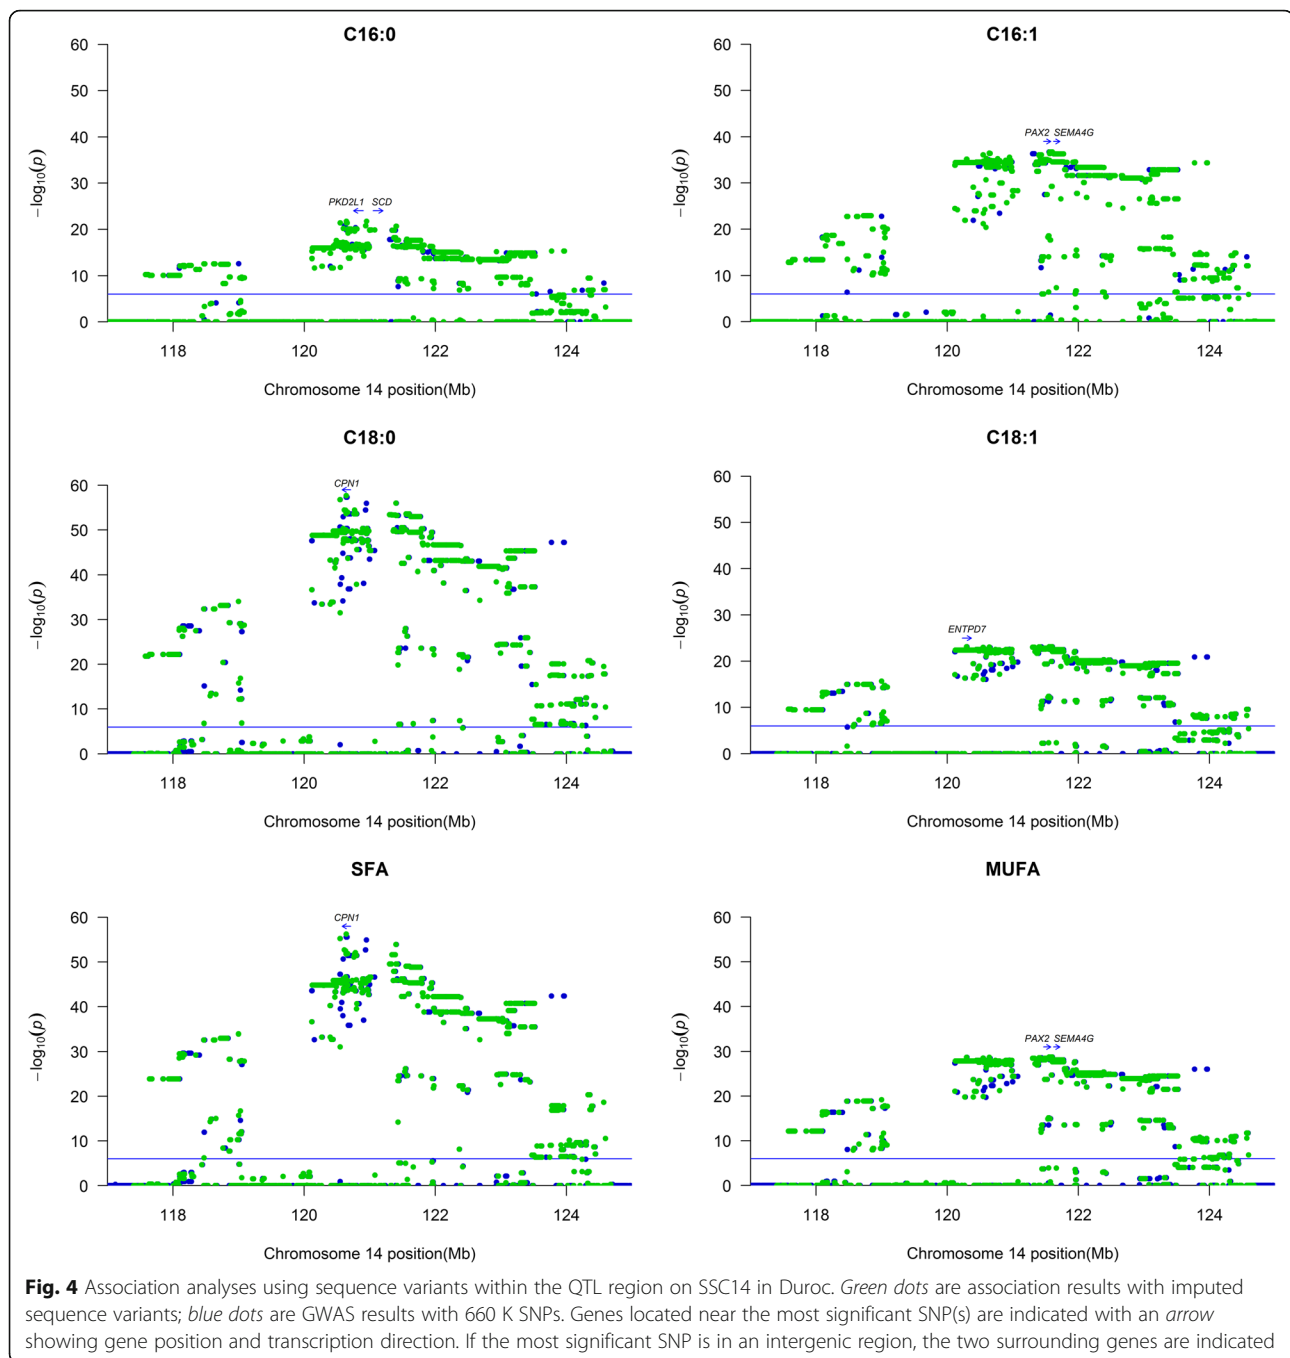 C16:0
60
50
40
30
20
10
0
−log10(p)
PKD2L1 SCD
118 120 122 124
Chromosome 14 position(Mb)
C16:1
60
50
40
30
20
10
0
−log10(p)
PAX2 SEMA4G
118 120 122 124
Chromosome 14 position(Mb)
C18:0
60
50
40
30
20
10
0
−log10(p)
CPN1
118 120 122 124
Chromosome 14 position(Mb)
C18:1
60
50
40
30
20
10
0
−log10(p)
ENTPD7
118 120 122 124
Chromosome 14 position(Mb)
SFA
60
50
40
30
20
10
0
−log10(p)
CPN1
118 120 122 124
Chromosome 14 position(Mb)
MUFA
60
50
40
30
20
10
0
−log10(p)
PAX2 SEMA4G
118 120 122 124
Chromosome 14 position(Mb)
Fig. 4 Association analyses using sequence variants within the QTL region on SSC14 in Duroc. Green dots are association results with imputed
sequence variants; blue dots are GWAS results with 660 K SNPs. Genes located near the most significant SNP(s) are indicated with an arrow
showing gene position and transcription direction. If the most significant SNP is in an intergenic region, the two surrounding genes are indicated